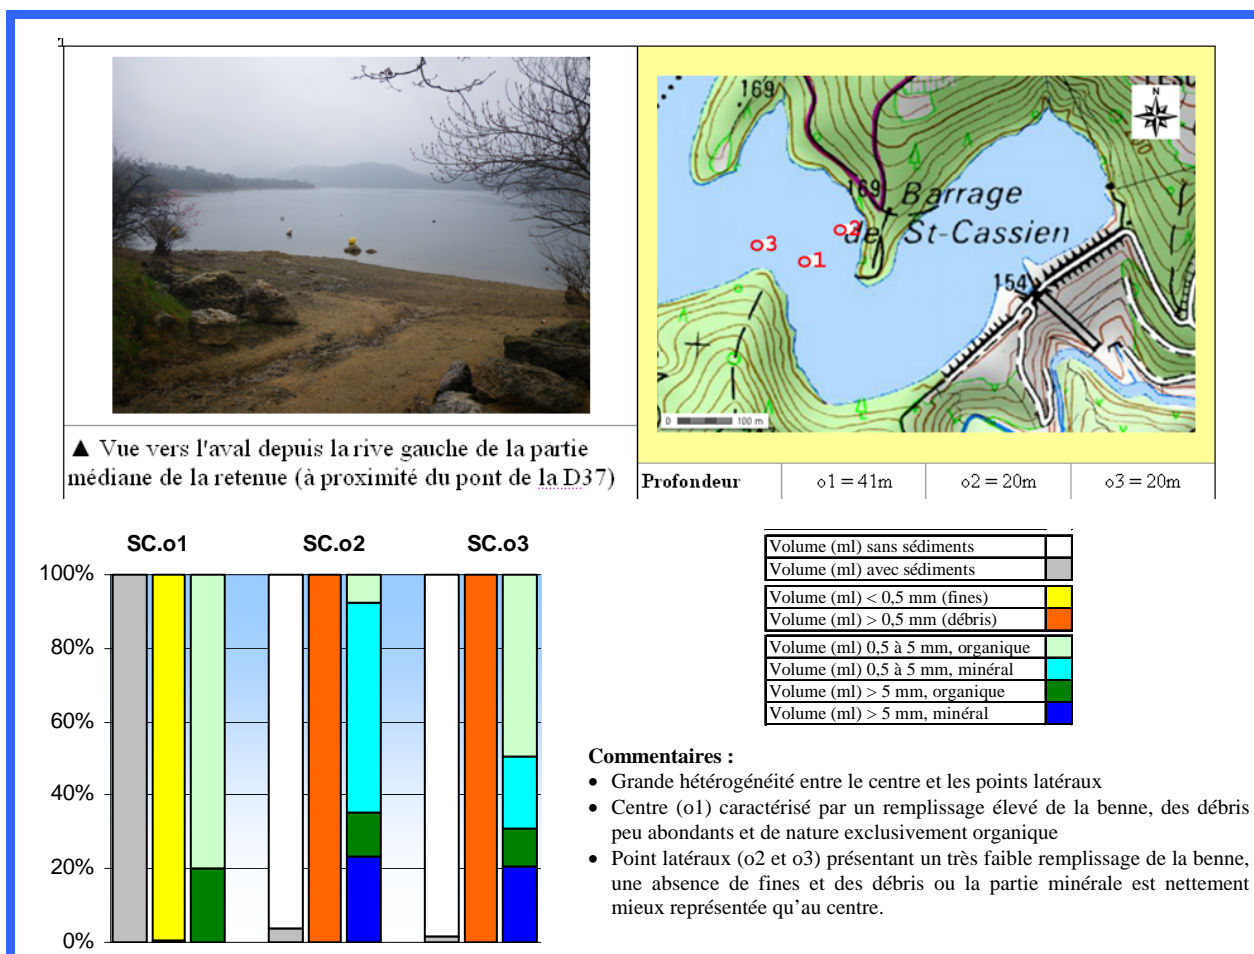 ▲ Vue vers l'aval depuis la rive gauche de la partie
médiane de la retenue (à proximité du pont de la D37)
169
169
Barrage
de St-Cassien
154
N
o1
o2
o3
0 100 m
Profondeur o1 = 41m o2 = 20m o3 = 20m
SC.o1 SC.o2 SC.o3
100%
80%
60%
40%
20%
0%
Volume (ml) sans sédiments
Volume (ml) avec sédiments
Volume (ml) < 0,5 mm (fines)
Volume (ml) > 0,5 mm (débris)
Volume (ml) 0,5 à 5 mm, organique
Volume (ml) 0,5 à 5 mm, minéral
Volume (ml) > 5 mm, organique
Volume (ml) > 5 mm, minéral
Commentaires :
• Grande hétérogénéité entre le centre et les points latéraux
• Centre (o1) caractérisé par un remplissage élevé de la benne, des débris
peu abondants et de nature exclusivement organique
• Point latéraux (o2 et o3) présentant un très faible remplissage de la benne,
une absence de fines et des débris ou la partie minérale est nettement
mieux représentée qu'au centre.